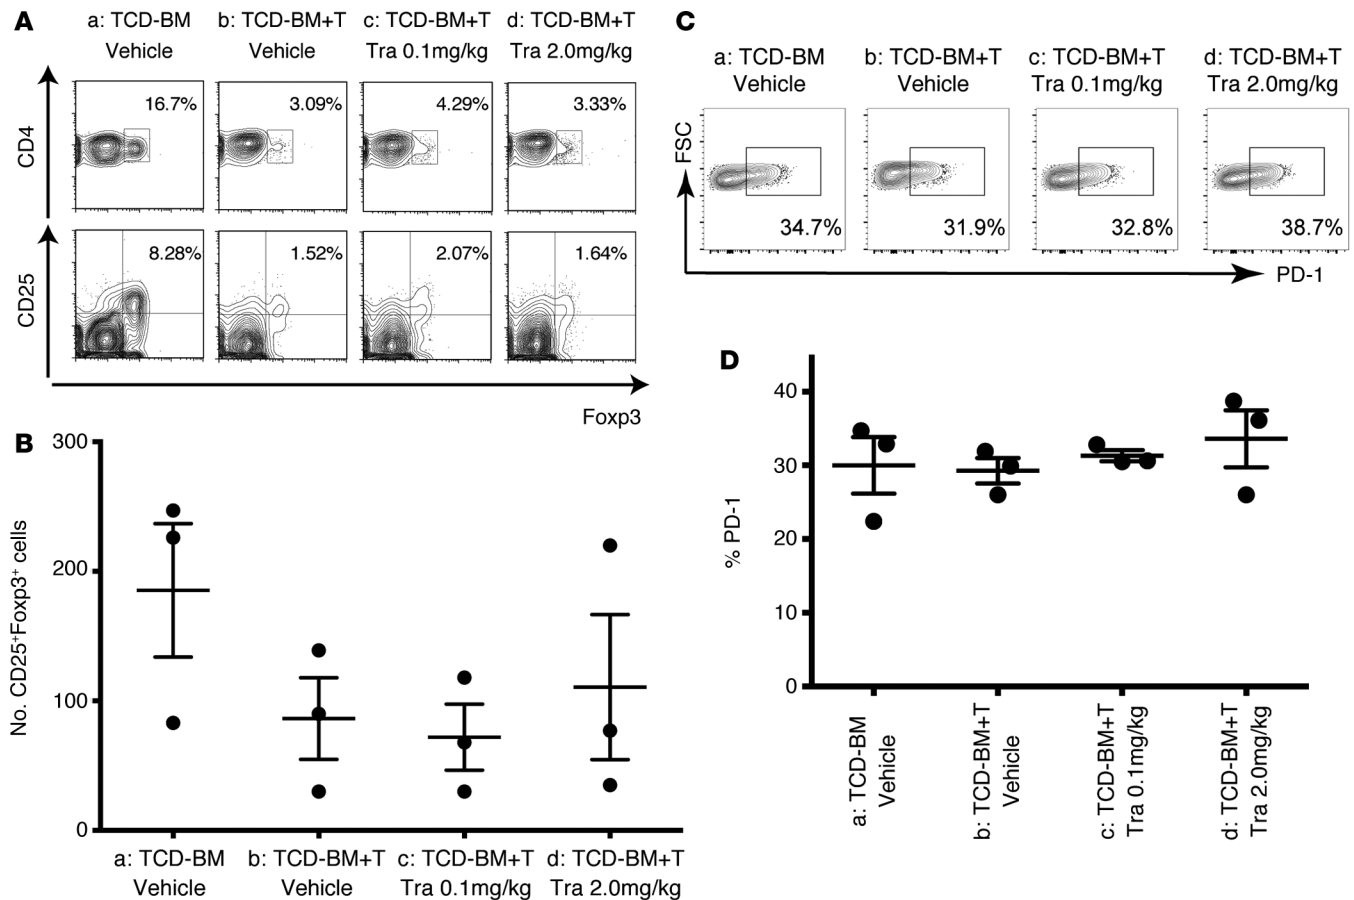 A
a: TCD-BM
Vehicle
b: TCD-BM+T
Vehicle
c: TCD-BM+T
Tra 0.1mg/kg
d: TCD-BM+T
Tra 2.0mg/kg
CD4
16.7%
3.09%
4.29%
3.33%
CD25
8.28%
1.52%
2.07%
1.64%
Foxp3
B
No. CD25⁺Foxp3⁺ cells
300
200
100
0
a: TCD-BM
Vehicle
b: TCD-BM+T
Vehicle
c: TCD-BM+T
Tra 0.1mg/kg
d: TCD-BM+T
Tra 2.0mg/kg
C
a: TCD-BM
Vehicle
b: TCD-BM+T
Vehicle
c: TCD-BM+T
Tra 0.1mg/kg
d: TCD-BM+T
Tra 2.0mg/kg
FSC
34.7%
31.9%
32.8%
38.7%
PD-1
D
% PD-1
40
30
20
10
0
a: TCD-BM
Vehicle
b: TCD-BM+T
Vehicle
c: TCD-BM+T
Tra 0.1mg/kg
d: TCD-BM+T
Tra 2.0mg/kg